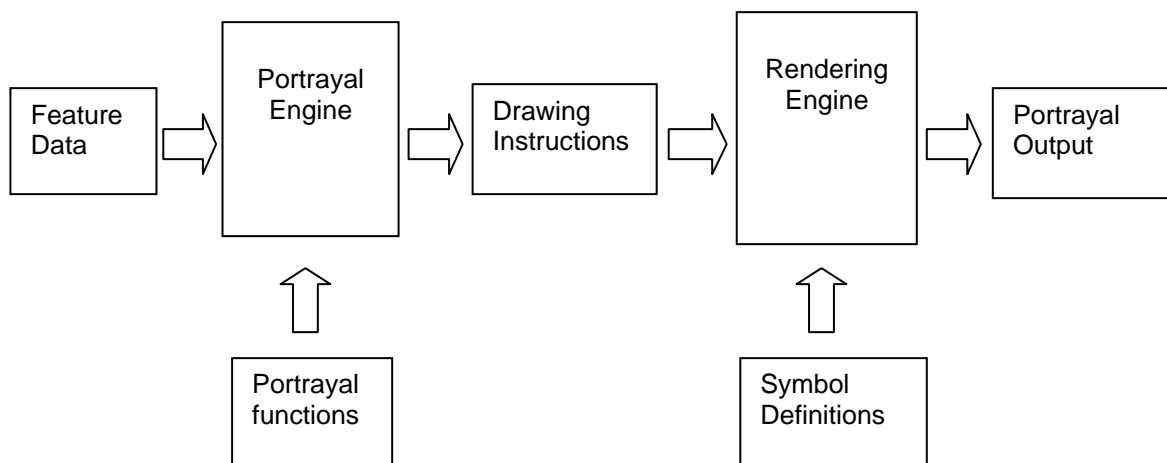 Feature
Data
Portrayal
Engine
Drawing
Instructions
Rendering
Engine
Portrayal
Output
Portrayal
functions
Symbol
Definitions